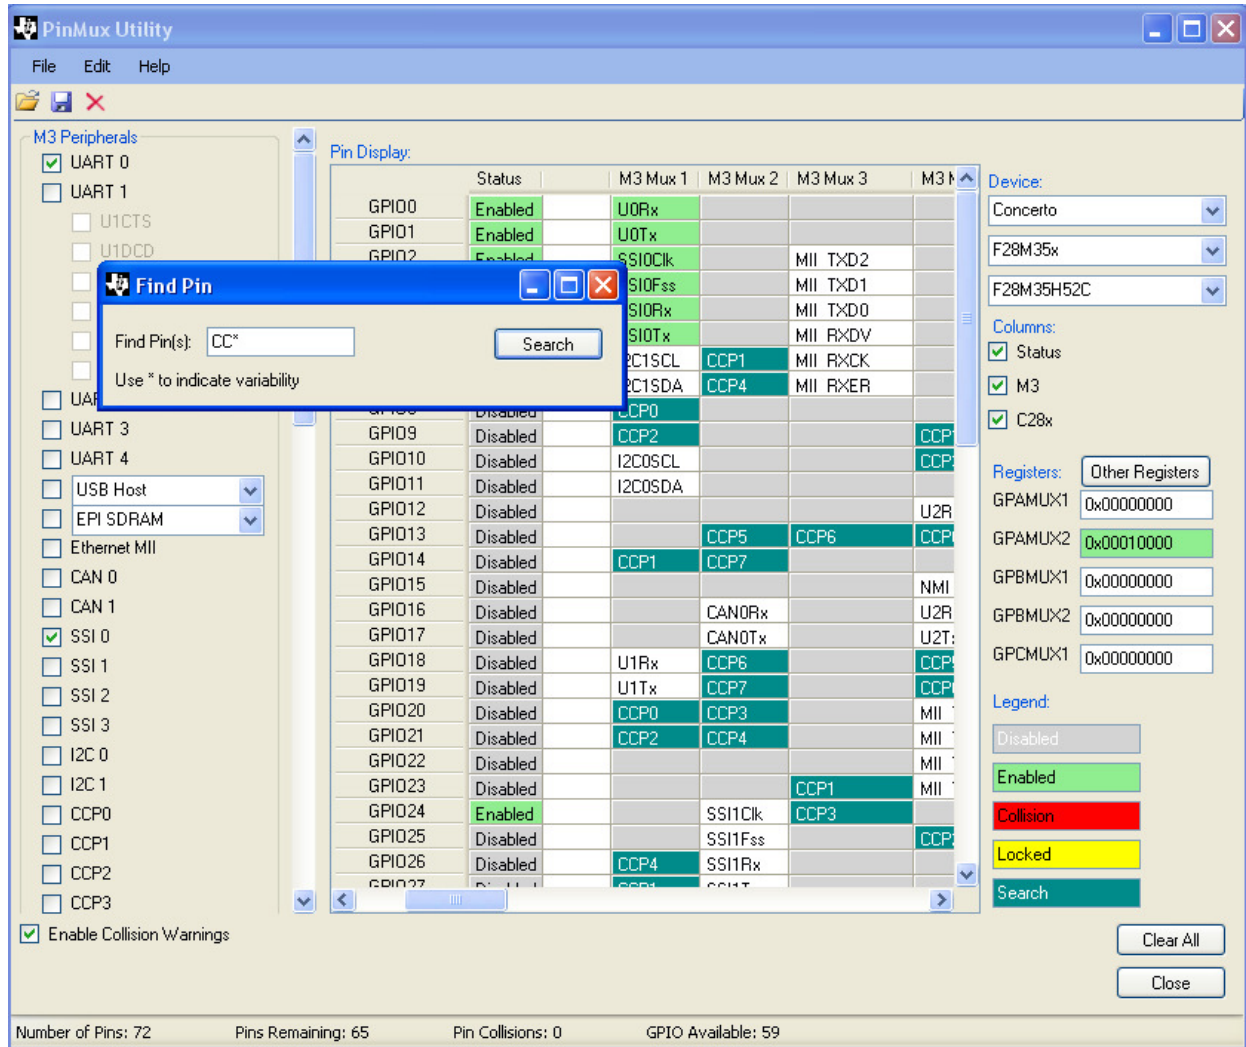 PinMux Utility
File Edit Help
M3 Peripherals
UART 0
UART 1
U1CTS
U1DCD
UART 3
UART 4
USB Host
EPI SDRAM
Ethernet MII
CAN 0
CAN 1
SSI 0
SSI 1
SSI 2
SSI 3
I2C 0
I2C 1
CCP0
CCP1
CCP2
CCP3
Enable Collision Warnings
Find Pin
Find Pin(s): CC* Search
Use * to indicate variability
Pin Display:
Status M3 Mux 1 M3 Mux 2 M3 Mux 3
GPIO0 Enabled U0Rx
GPIO1 Enabled U0Tx
GPIO2 Enabled SSI0Clk MII TXD2
MII TXD1
MII TXD0
MII RXDV
CCP1 MII RXCK
CCP4 MII RXER
Disabled CCP0
GPIO9 Disabled CCP2
GPIO10 Disabled I2C0SCL
GPIO11 Disabled I2C0SDA
GPIO12 Disabled
GPIO13 Disabled CCP5 CCP6
GPIO14 Disabled CCP1 CCP7
GPIO15 Disabled NMI
GPIO16 Disabled CAN0Rx
GPIO17 Disabled CAN0Tx
GPIO18 Disabled U1Rx CCP6
GPIO19 Disabled U1Tx CCP7
GPIO20 Disabled CCP0 CCP3 MII
GPIO21 Disabled CCP2 CCP4 MII
GPIO22 Disabled MII
GPIO23 Disabled CCP1 MII
GPIO24 Enabled SSI1Clk CCP3
GPIO25 Disabled SSI1Fss
GPIO26 Disabled CCP4 SSI1Rx
Device:
Concerto
F28M35x
F28M35H52C
Columns:
Status
M3
C28x
Registers: Other Registers
GPAMUX1 0x00000000
GPAMUX2 0x00010000
GPBMUX1 0x00000000
GPBMUX2 0x00000000
GPCMUX1 0x00000000
Legend:
Disabled
Enabled
Collision
Locked
Search
Clear All
Close
Number of Pins: 72 Pins Remaining: 65 Pin Collisions: 0 GPIO Available: 59